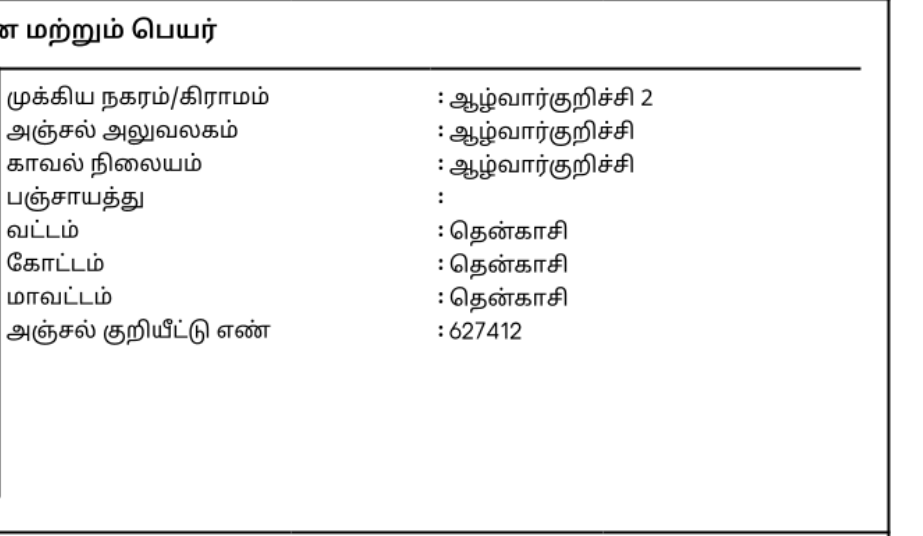 மற்றும் பெயர்
முக்கிய நகரம்/கிராமம் : ஆழ்வார்குறிச்சி 2
அஞ்சல் அலுவலகம் : ஆழ்வார்குறிச்சி
காவல் நிலையம் : ஆழ்வார்குறிச்சி
பஞ்சாயத்து :
வட்டம் : தென்காசி
கோட்டம் : தென்காசி
மாவட்டம் : தென்காசி
அஞ்சல் குறியீட்டு எண் : 627412